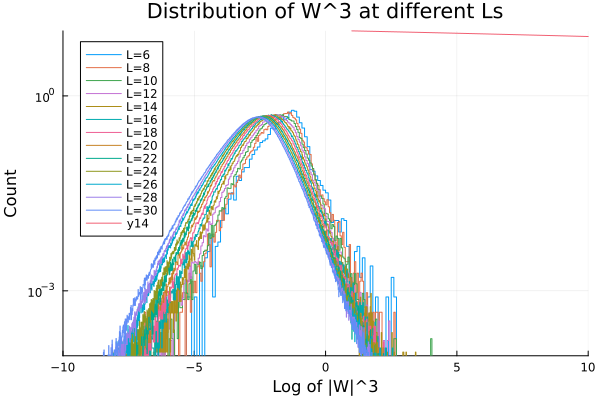 Distribution of W^3 at different Ls
Count
10^0
10^-3
L=6
L=8
L=10
L=12
L=14
L=16
L=18
L=20
L=22
L=24
L=26
L=28
L=30
y14
−10
−5
0
5
10
Log of |W|^3